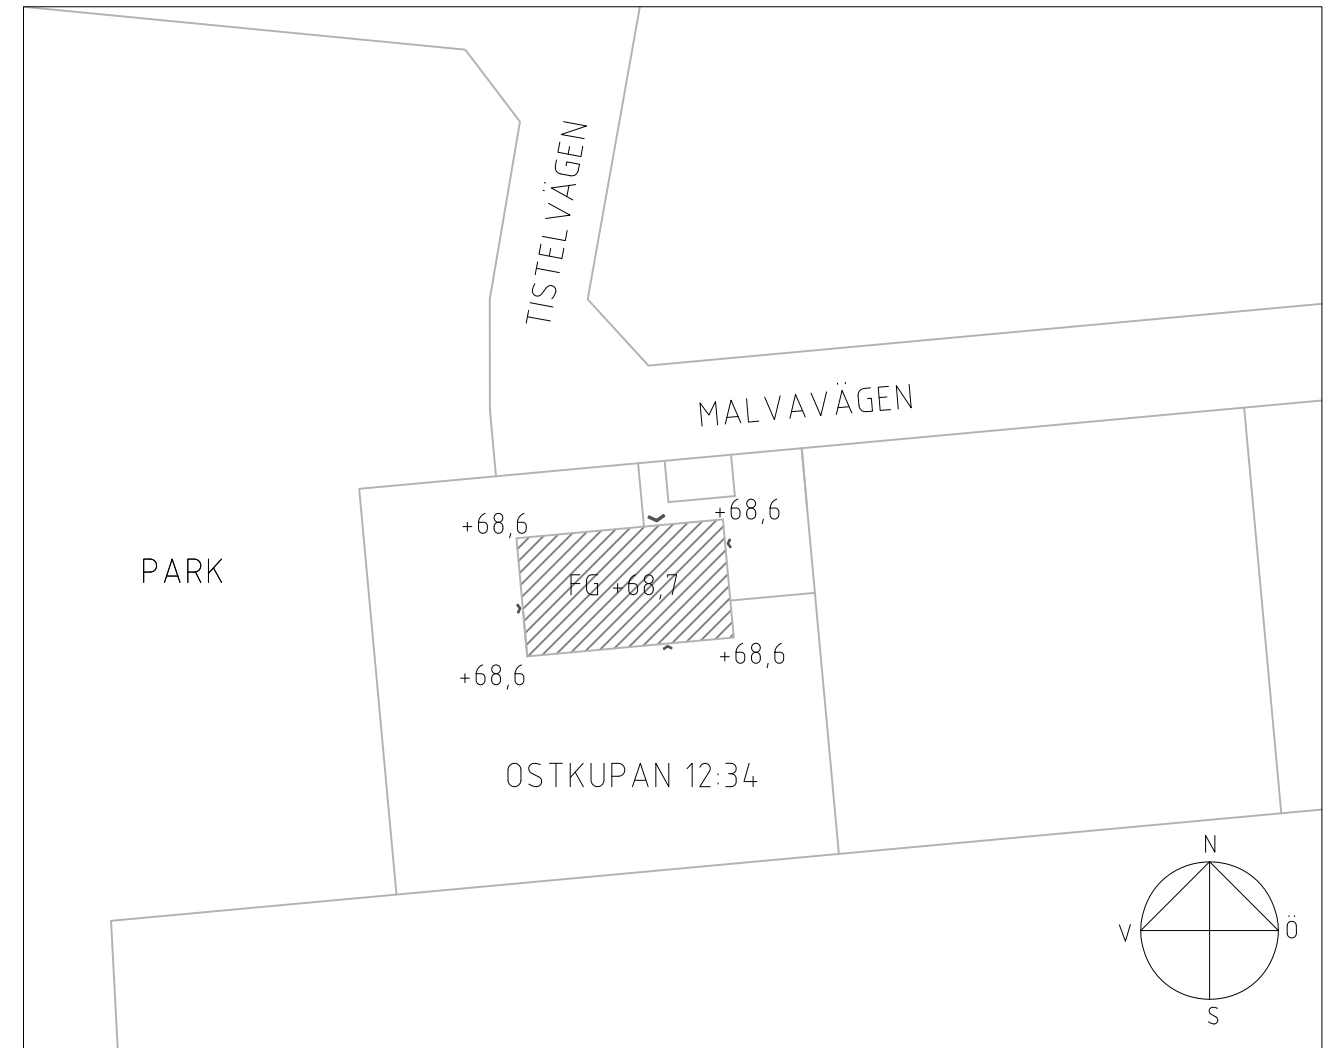 TISTELVÄGEN
MALVAVÄGEN
+68,6
+68,6
PARK
FG +68,7
+68,6
+68,6
OSTKUPAN 12:34
N
V
Ö
S